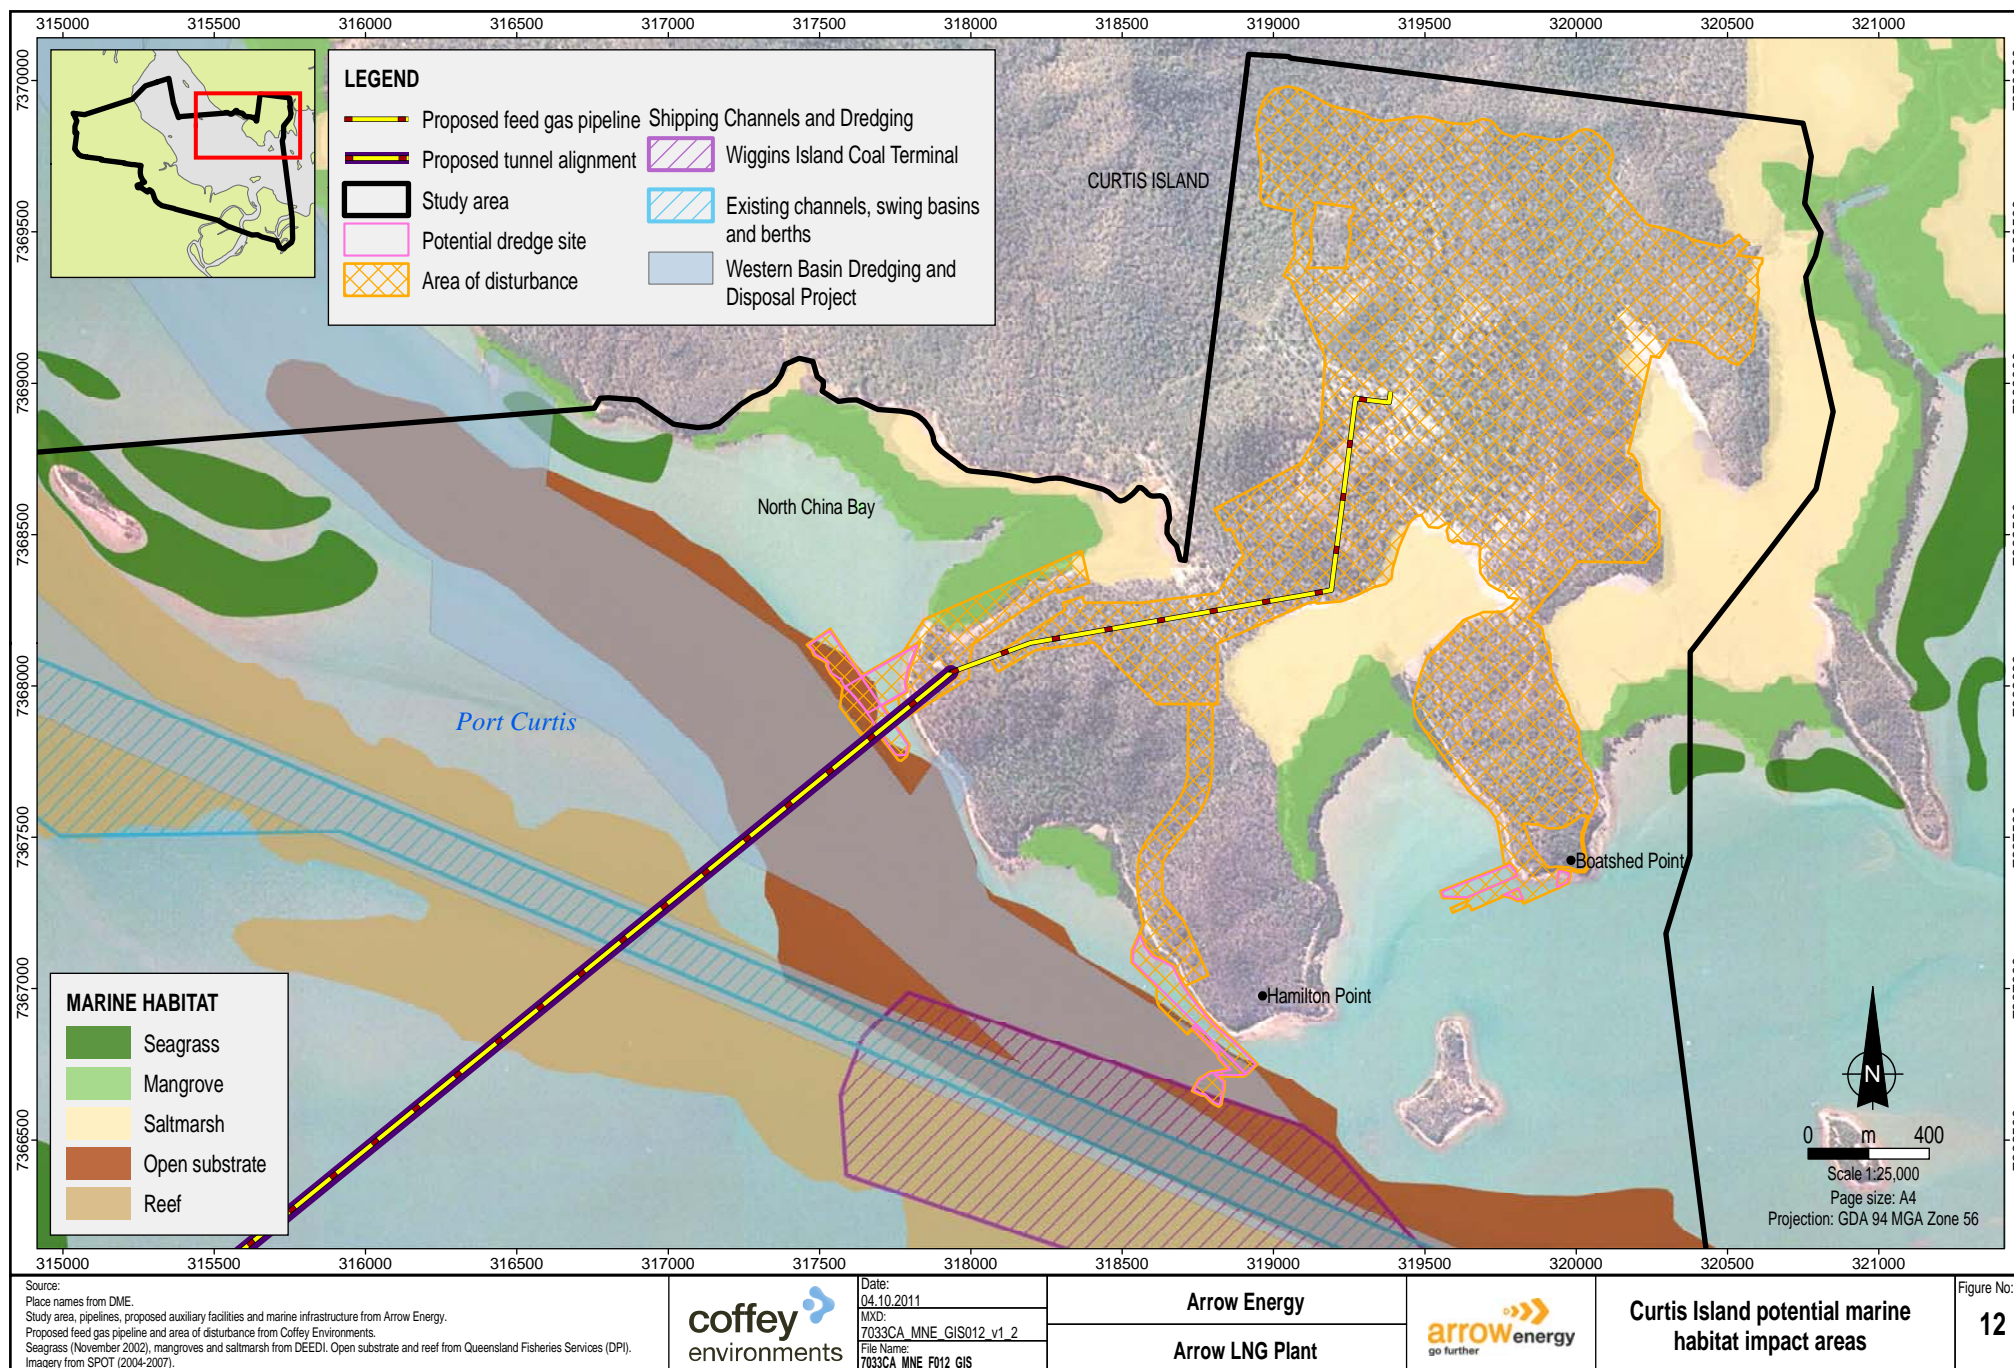 315000 315500 316000 316500 317000 317500 318000 318500 319000 319500 320000 320500 321000
7370000
7369500
7369000
7368500
7368000
7367500
7367000
7366500
LEGEND
Proposed feed gas pipeline
Proposed tunnel alignment
Study area
Potential dredge site
Area of disturbance
Shipping Channels and Dredging
Wiggins Island Coal Terminal
Existing channels, swing basins
and berths
Western Basin Dredging and
Disposal Project
CURTIS ISLAND
North China Bay
Port Curtis
Boatshed Point
Hamilton Point
MARINE HABITAT
Seagrass
Mangrove
Saltmarsh
Open substrate
Reef
N
0 m 400
Scale 1:25,000
Page size: A4
Projection: GDA 94 MGA Zone 56
315000 315500 316000 316500 317000 317500 318000 318500 319000 319500 320000 320500 321000
Source:
Place names from DME.
Study area, pipelines, proposed auxiliary facilities and marine infrastructure from Arrow Energy.
Proposed feed gas pipeline and area of disturbance from Coffey Environments.
Seagrass (November 2002), mangroves and saltmarsh from DEEDI. Open substrate and reef from Queensland Fisheries Services (DPI).
Imagery from SPOT (2004-2007).
coffey
environments
Date:
04.10.2011
MXD:
7033CA_MNE_GIS012_v1_2
File Name:
7033CA_MNE_F012_GIS
Arrow Energy
Arrow LNG Plant
arrow energy
go further
Curtis Island potential marine
habitat impact areas
Figure No:
12